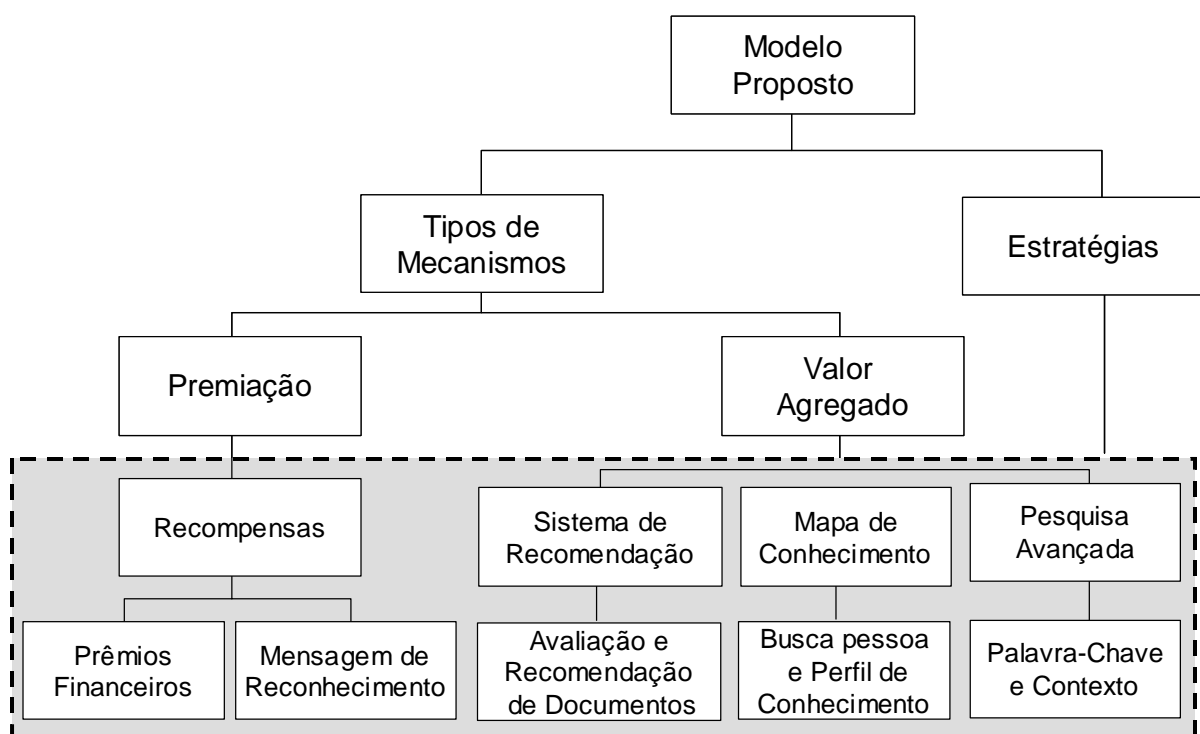 Modelo
Proposto
Tipos de
Mecanismos
Estratégias
Premiação
Valor
Agregado
Recompensas
Sistema de
Recomendação
Mapa de
Conhecimento
Pesquisa
Avançada
Prêmios
Financeiros
Mensagem de
Reconhecimento
Avaliação e
Recomendação
de Documentos
Busca pessoa
e Perfil de
Conhecimento
Palavra-Chave
e Contexto